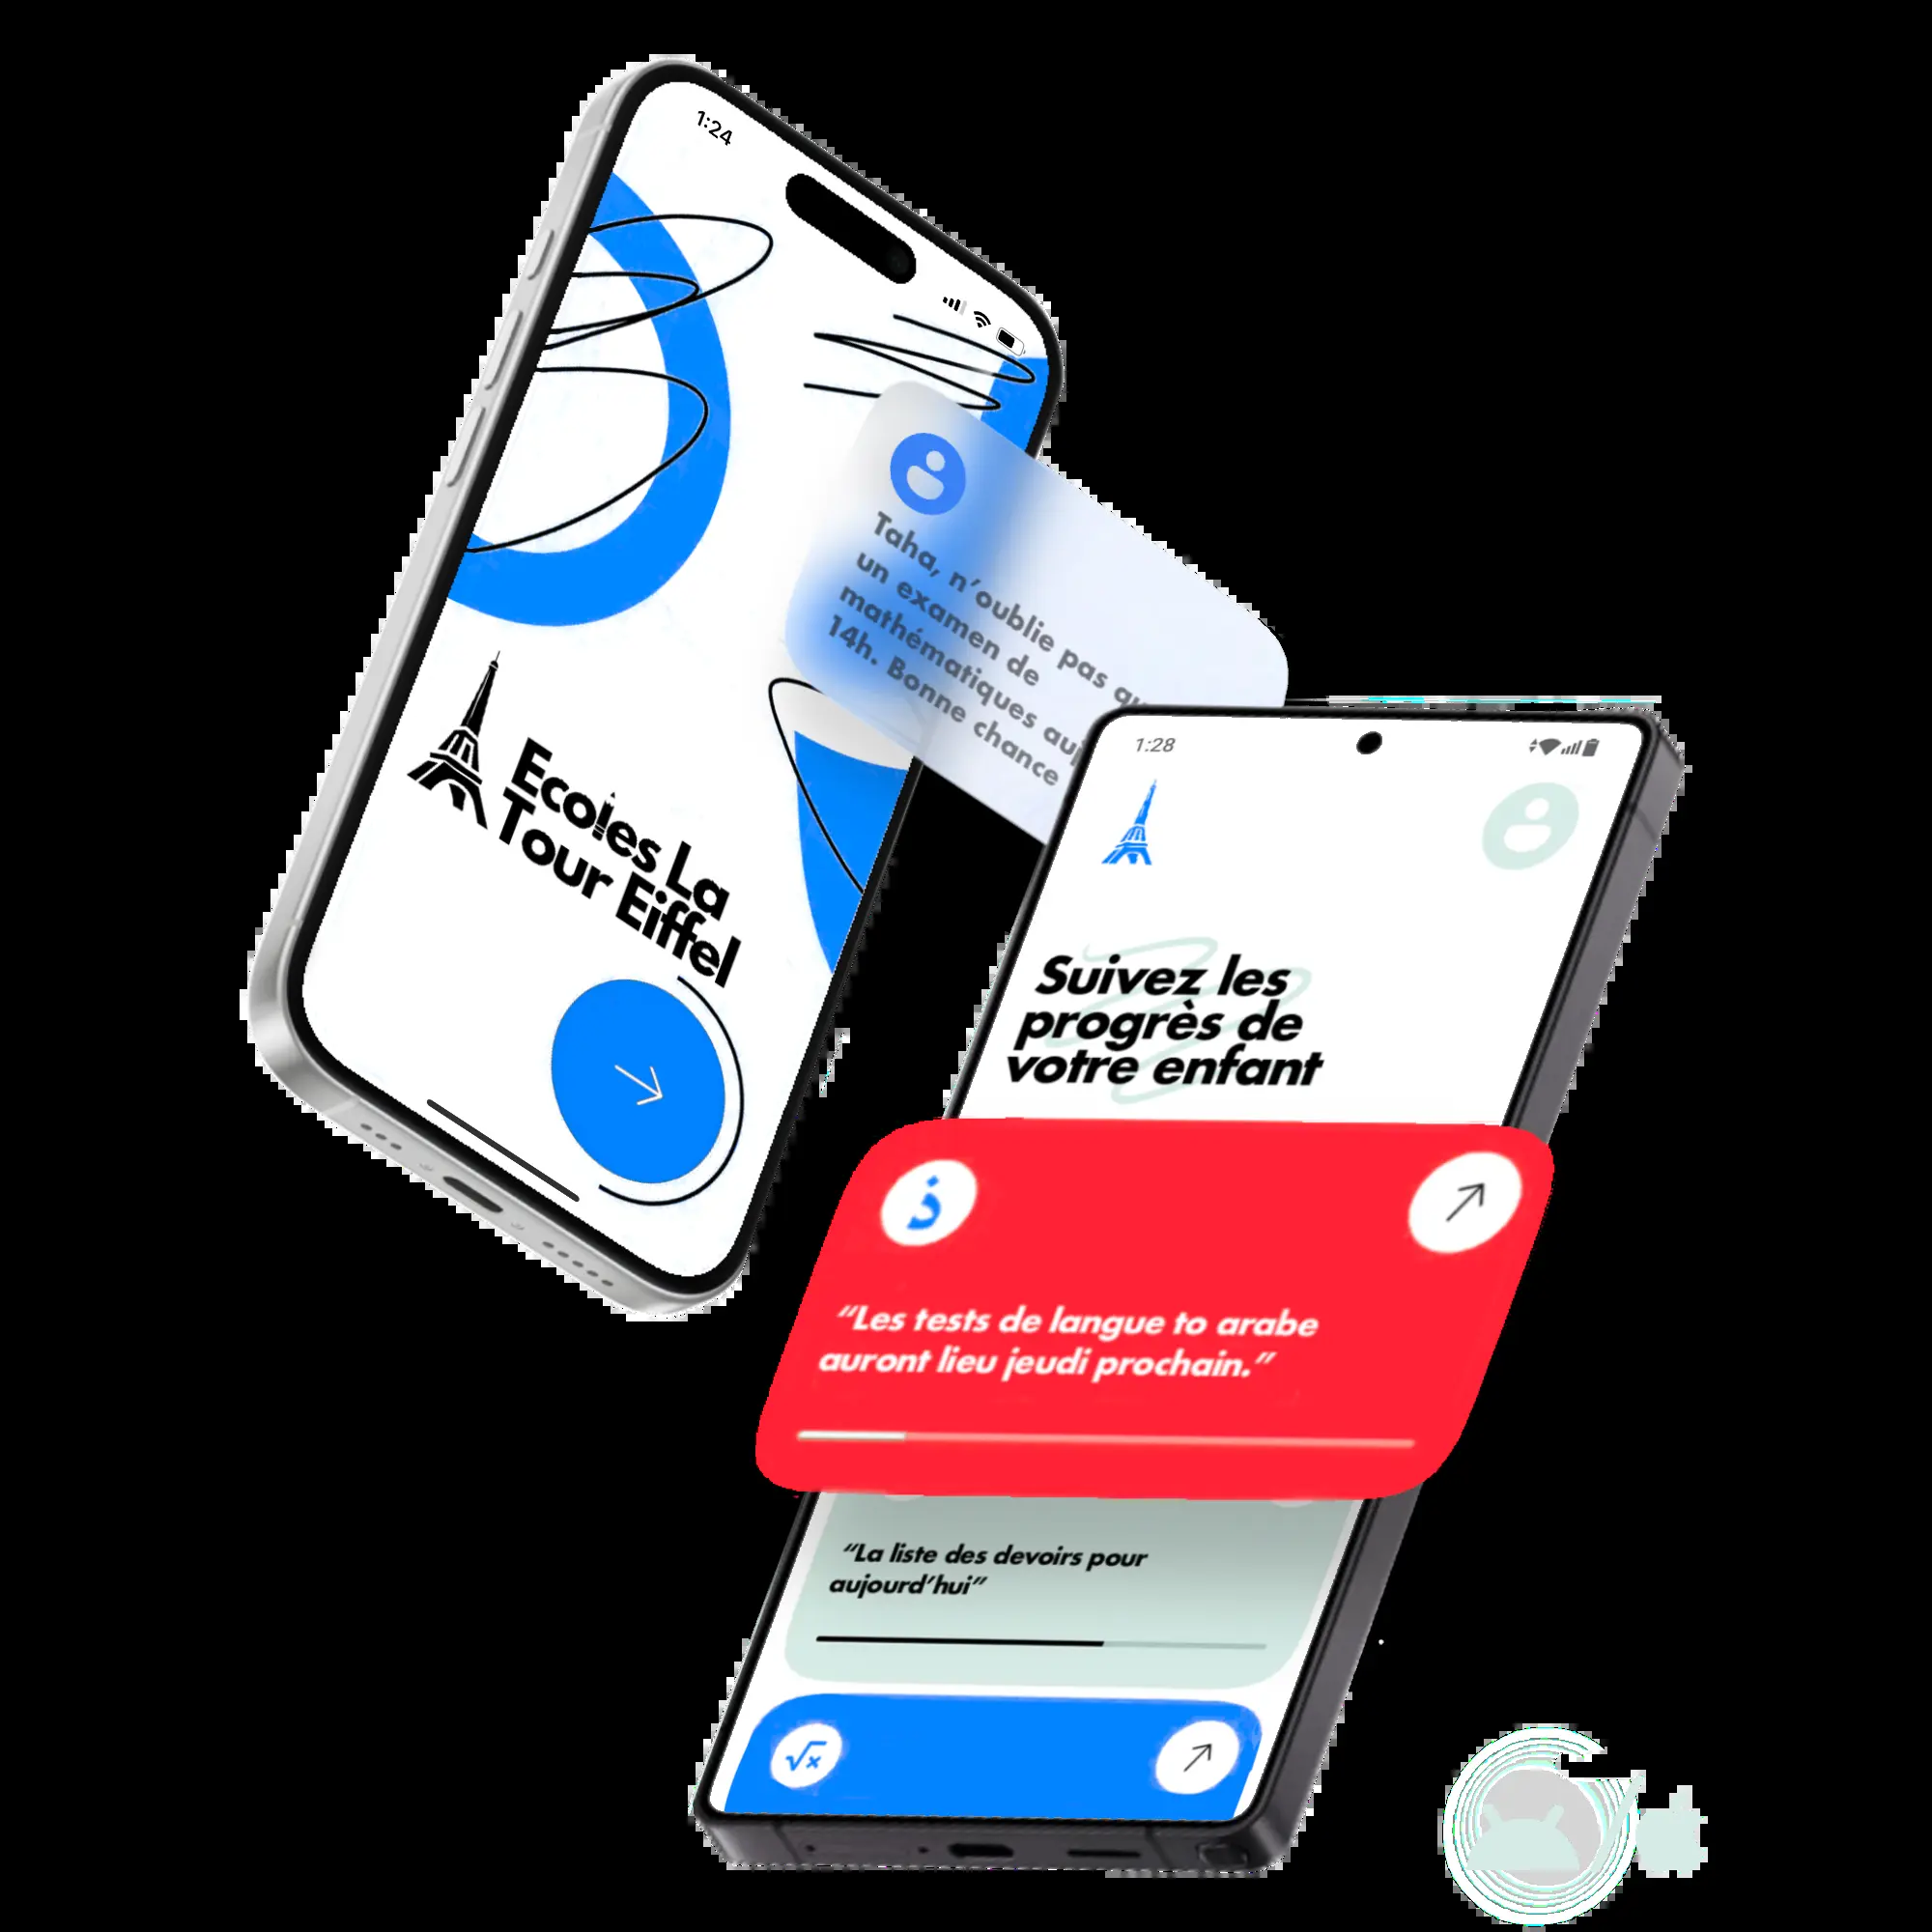 1:24
Taha, n’oublie pas
un examen de
mathématiques
14h. Bonne chance
Ecoles La
Tour Eiffel
1:28
Suivez les
progrès de
votre enfant
“Les tests de langue to arabe
auront lieu jeudi prochain.”
“La liste des devoirs pour
aujourd’hui”
√x